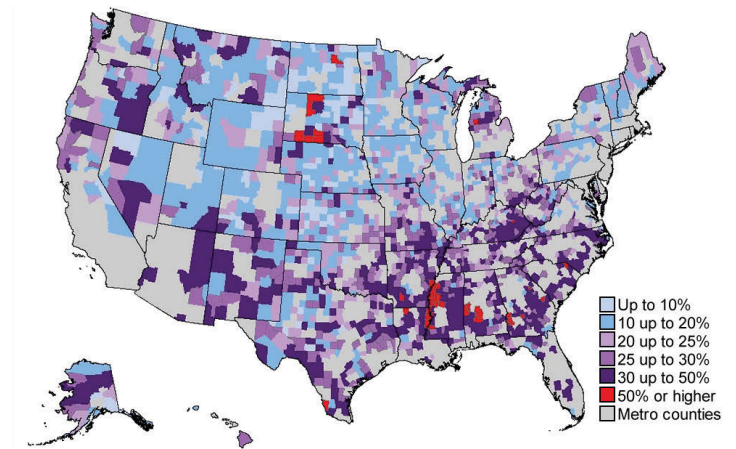 Up to 10%
10 up to 20%
20 up to 25%
25 up to 30%
30 up to 50%
50% or higher
Metro counties